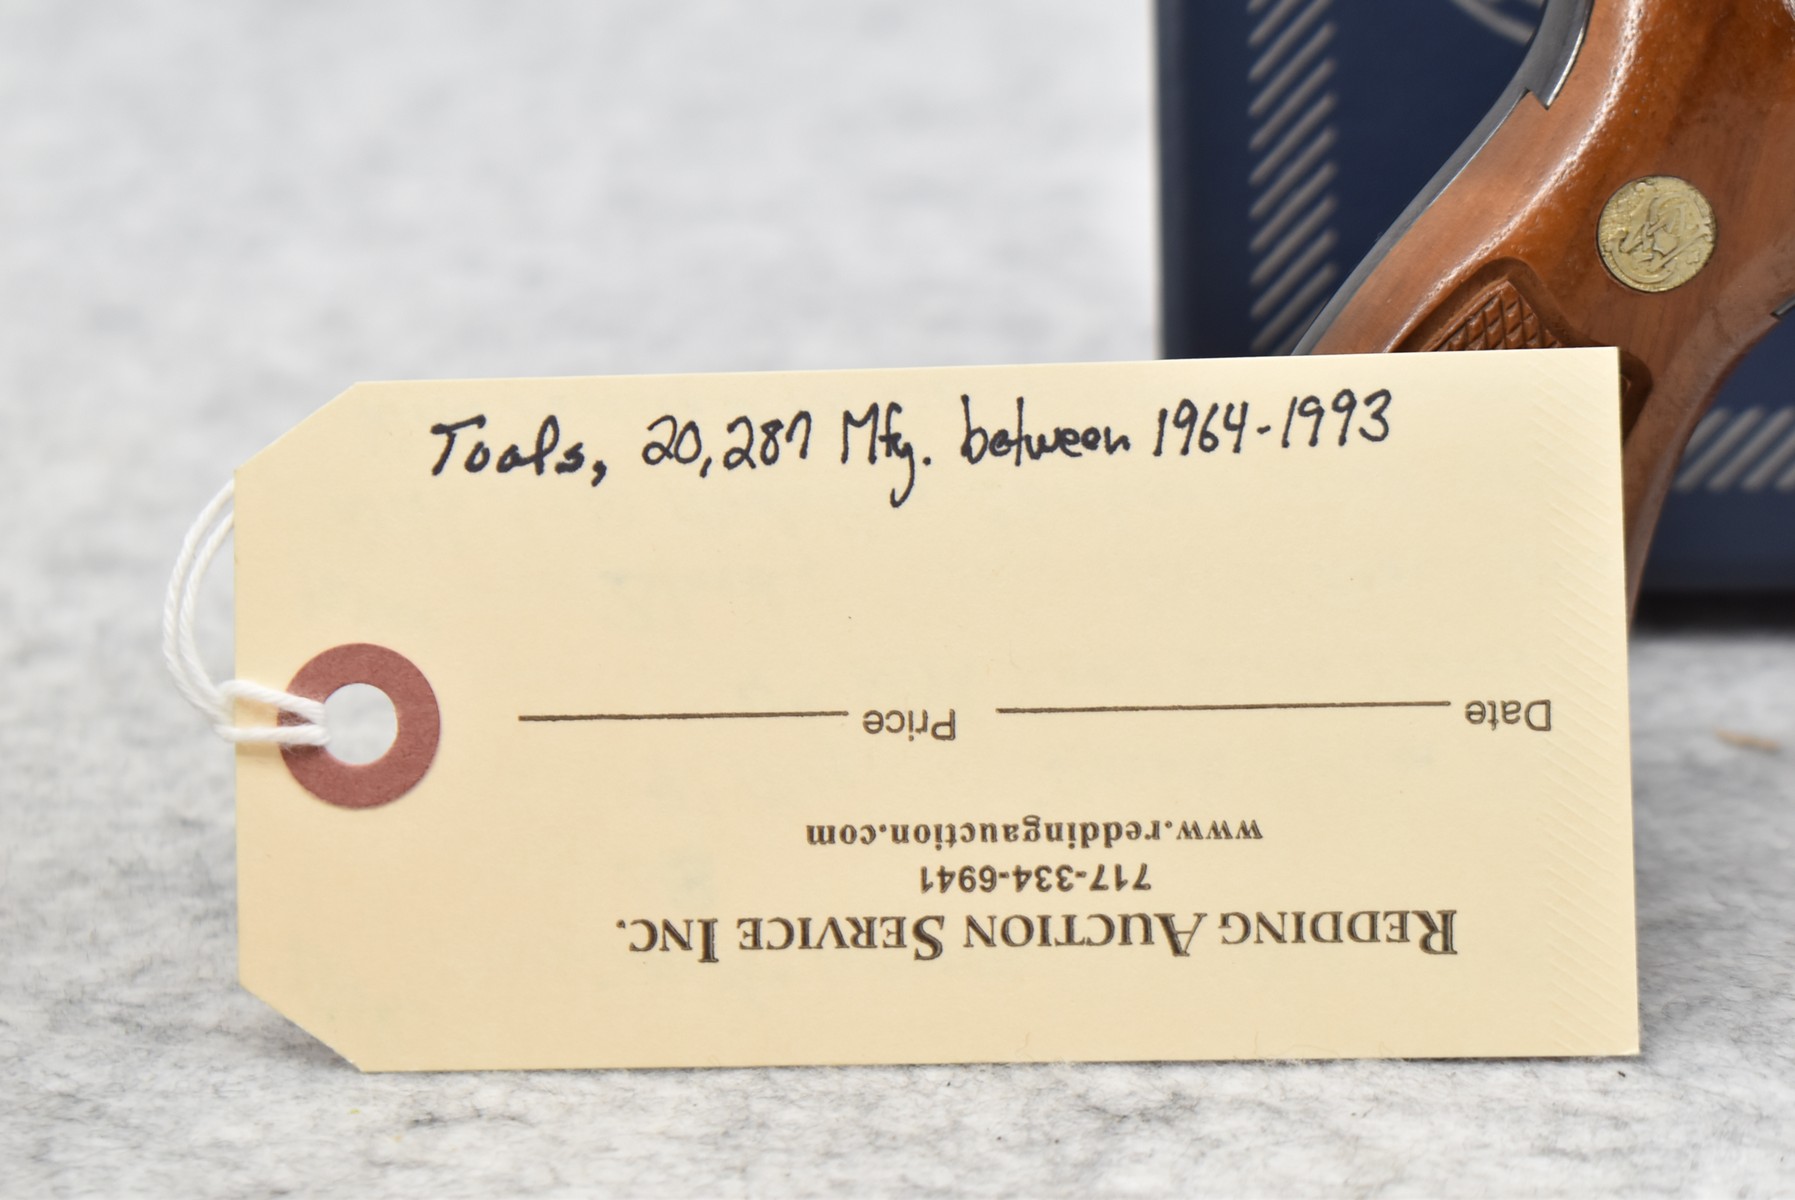 Tools, 20,287 Mfg. between 1964-1993
Date Price
www.reddingauction.com
717-334-6941
REDDING AUCTION SERVICE INC.